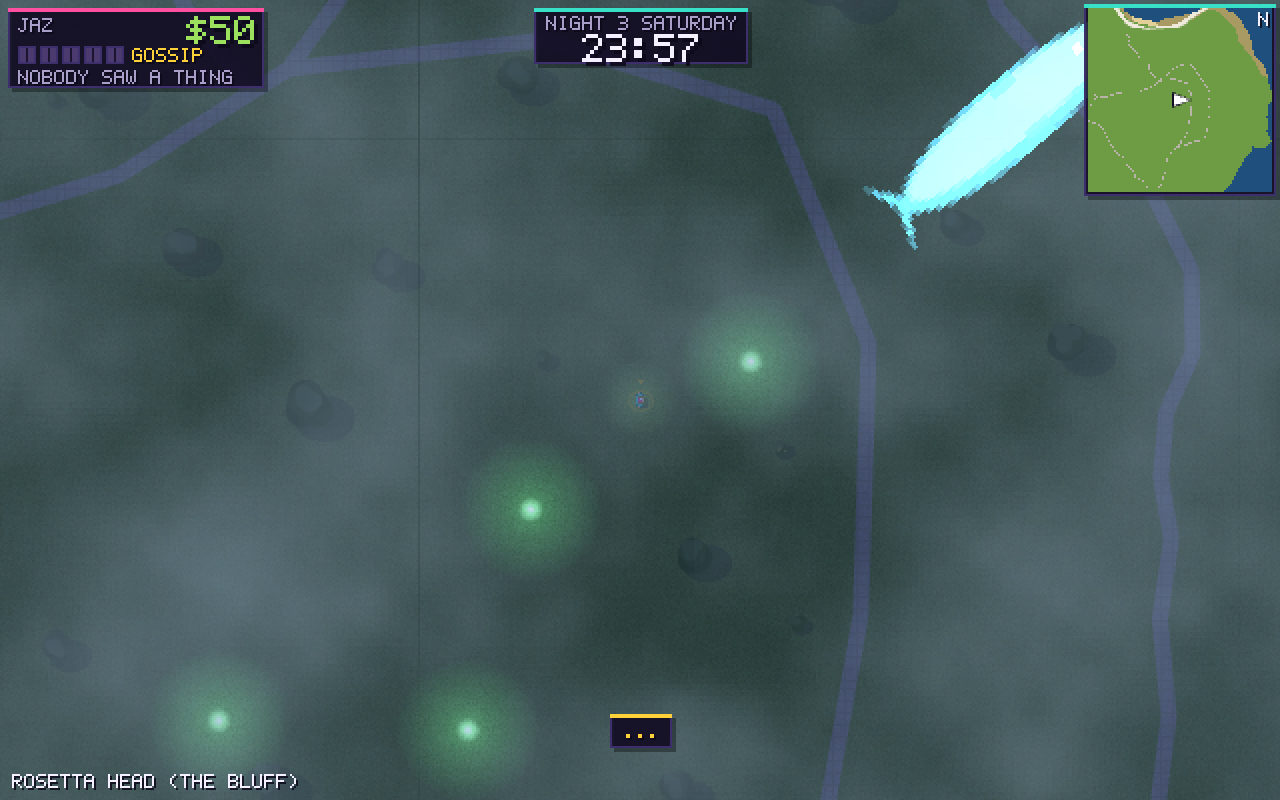 JAZ $50
GOSSIP
NOBODY SAW A THING
NIGHT 3 SATURDAY
23:57
N
...
ROSETTA HEAD (THE BLUFF)